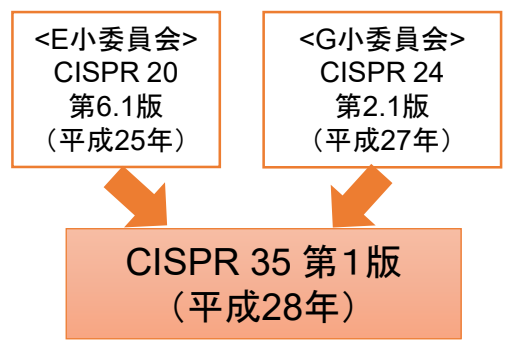 <E小委員会>
CISPR 20
第6.1版
（平成25年）
<G小委員会>
CISPR 24
第2.1版
（平成27年）
CISPR 35 第１版
（平成28年）